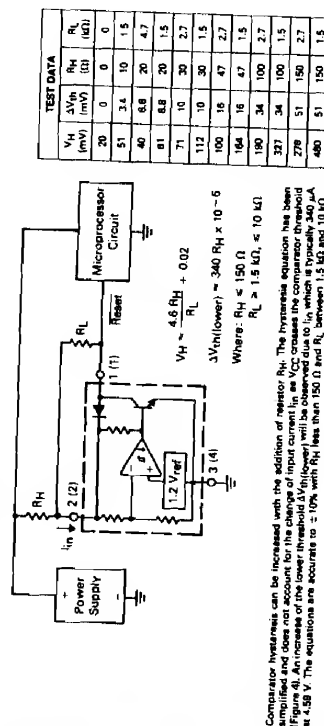 Power
Supply
+
−
Iin
RH
2 (2)
RL
1 (1)
Reset
Microprocessor
Circuit
1.2 Vref
3 (4)
VH = 4.6 RH / RL + 0.02
ΔVth(lower) ≈ 340 RH x 10−6
Where: RH ≤ 150 Ω
RL ≥ 1.5 kΩ, ≤ 10 kΩ
TEST DATA
VH (mV) ΔVth (mV) RH (Ω) RL (kΩ)
20 0 0 0
51 3.4 10 1.5
40 6.8 20 4.7
81 6.8 20 1.5
71 10 30 2.7
112 10 30 1.5
100 16 47 2.7
164 16 47 1.5
190 34 100 2.7
327 34 100 1.5
276 51 150 2.7
480 51 150 1.5
Comparator hysteresis can be increased with the addition of resistor RH. The hysteresis equation has been
simplified and does not account for the change of input current Iin as VCC crosses the comparator threshold
(Figure 4). An increase of the lower threshold ΔVth(lower) will be observed due to Iin which is typically 340 μA
at 4.59 V. The equations are accurate to ±10% with RH less than 150 Ω and RL between 1.5 kΩ and 10 kΩ.